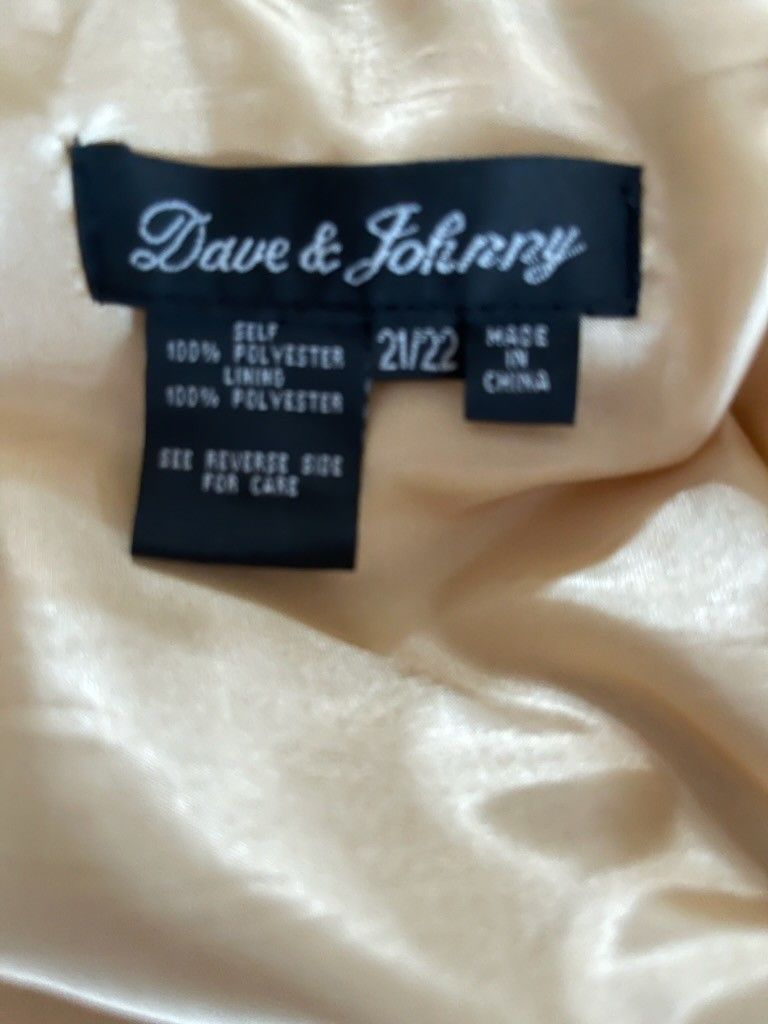 Dave & Johnny
SELF
100% POLYESTER
LINING
100% POLYESTER
SEE REVERSE SIDE
FOR CARE
21/22
MADE
IN
CHINA